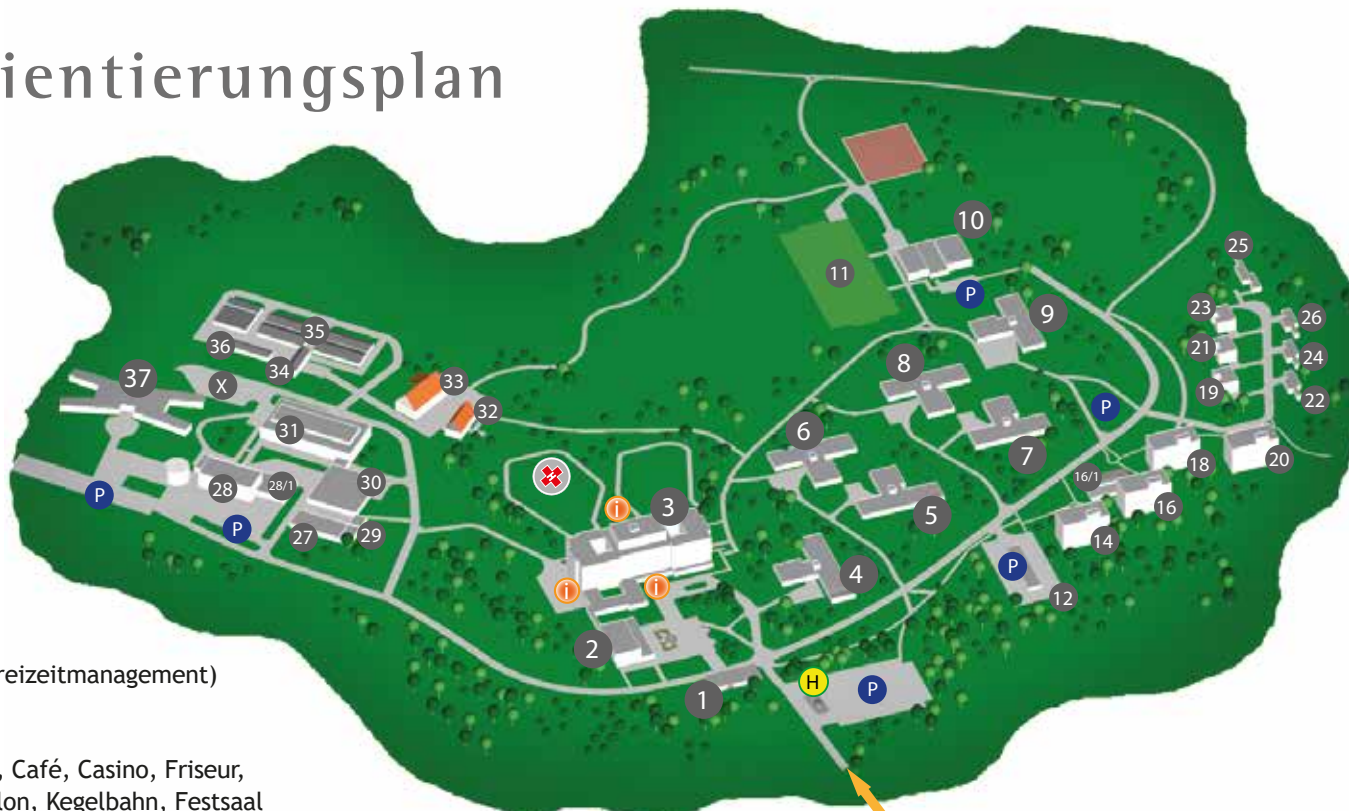 ientierungsplan
10
25
11
P
23
26
9
35
21
24
36
8
34
33
19
22
37
X
32
P
31
6
7
18
20
16/1
28
28/1
30
3
16
P
i
5
14
P
27
29
4
P
i
i
12
2
H
P
1
reizeitmanagement)
, Café, Casino, Friseur,
lon, Kegelbahn, Festsaal